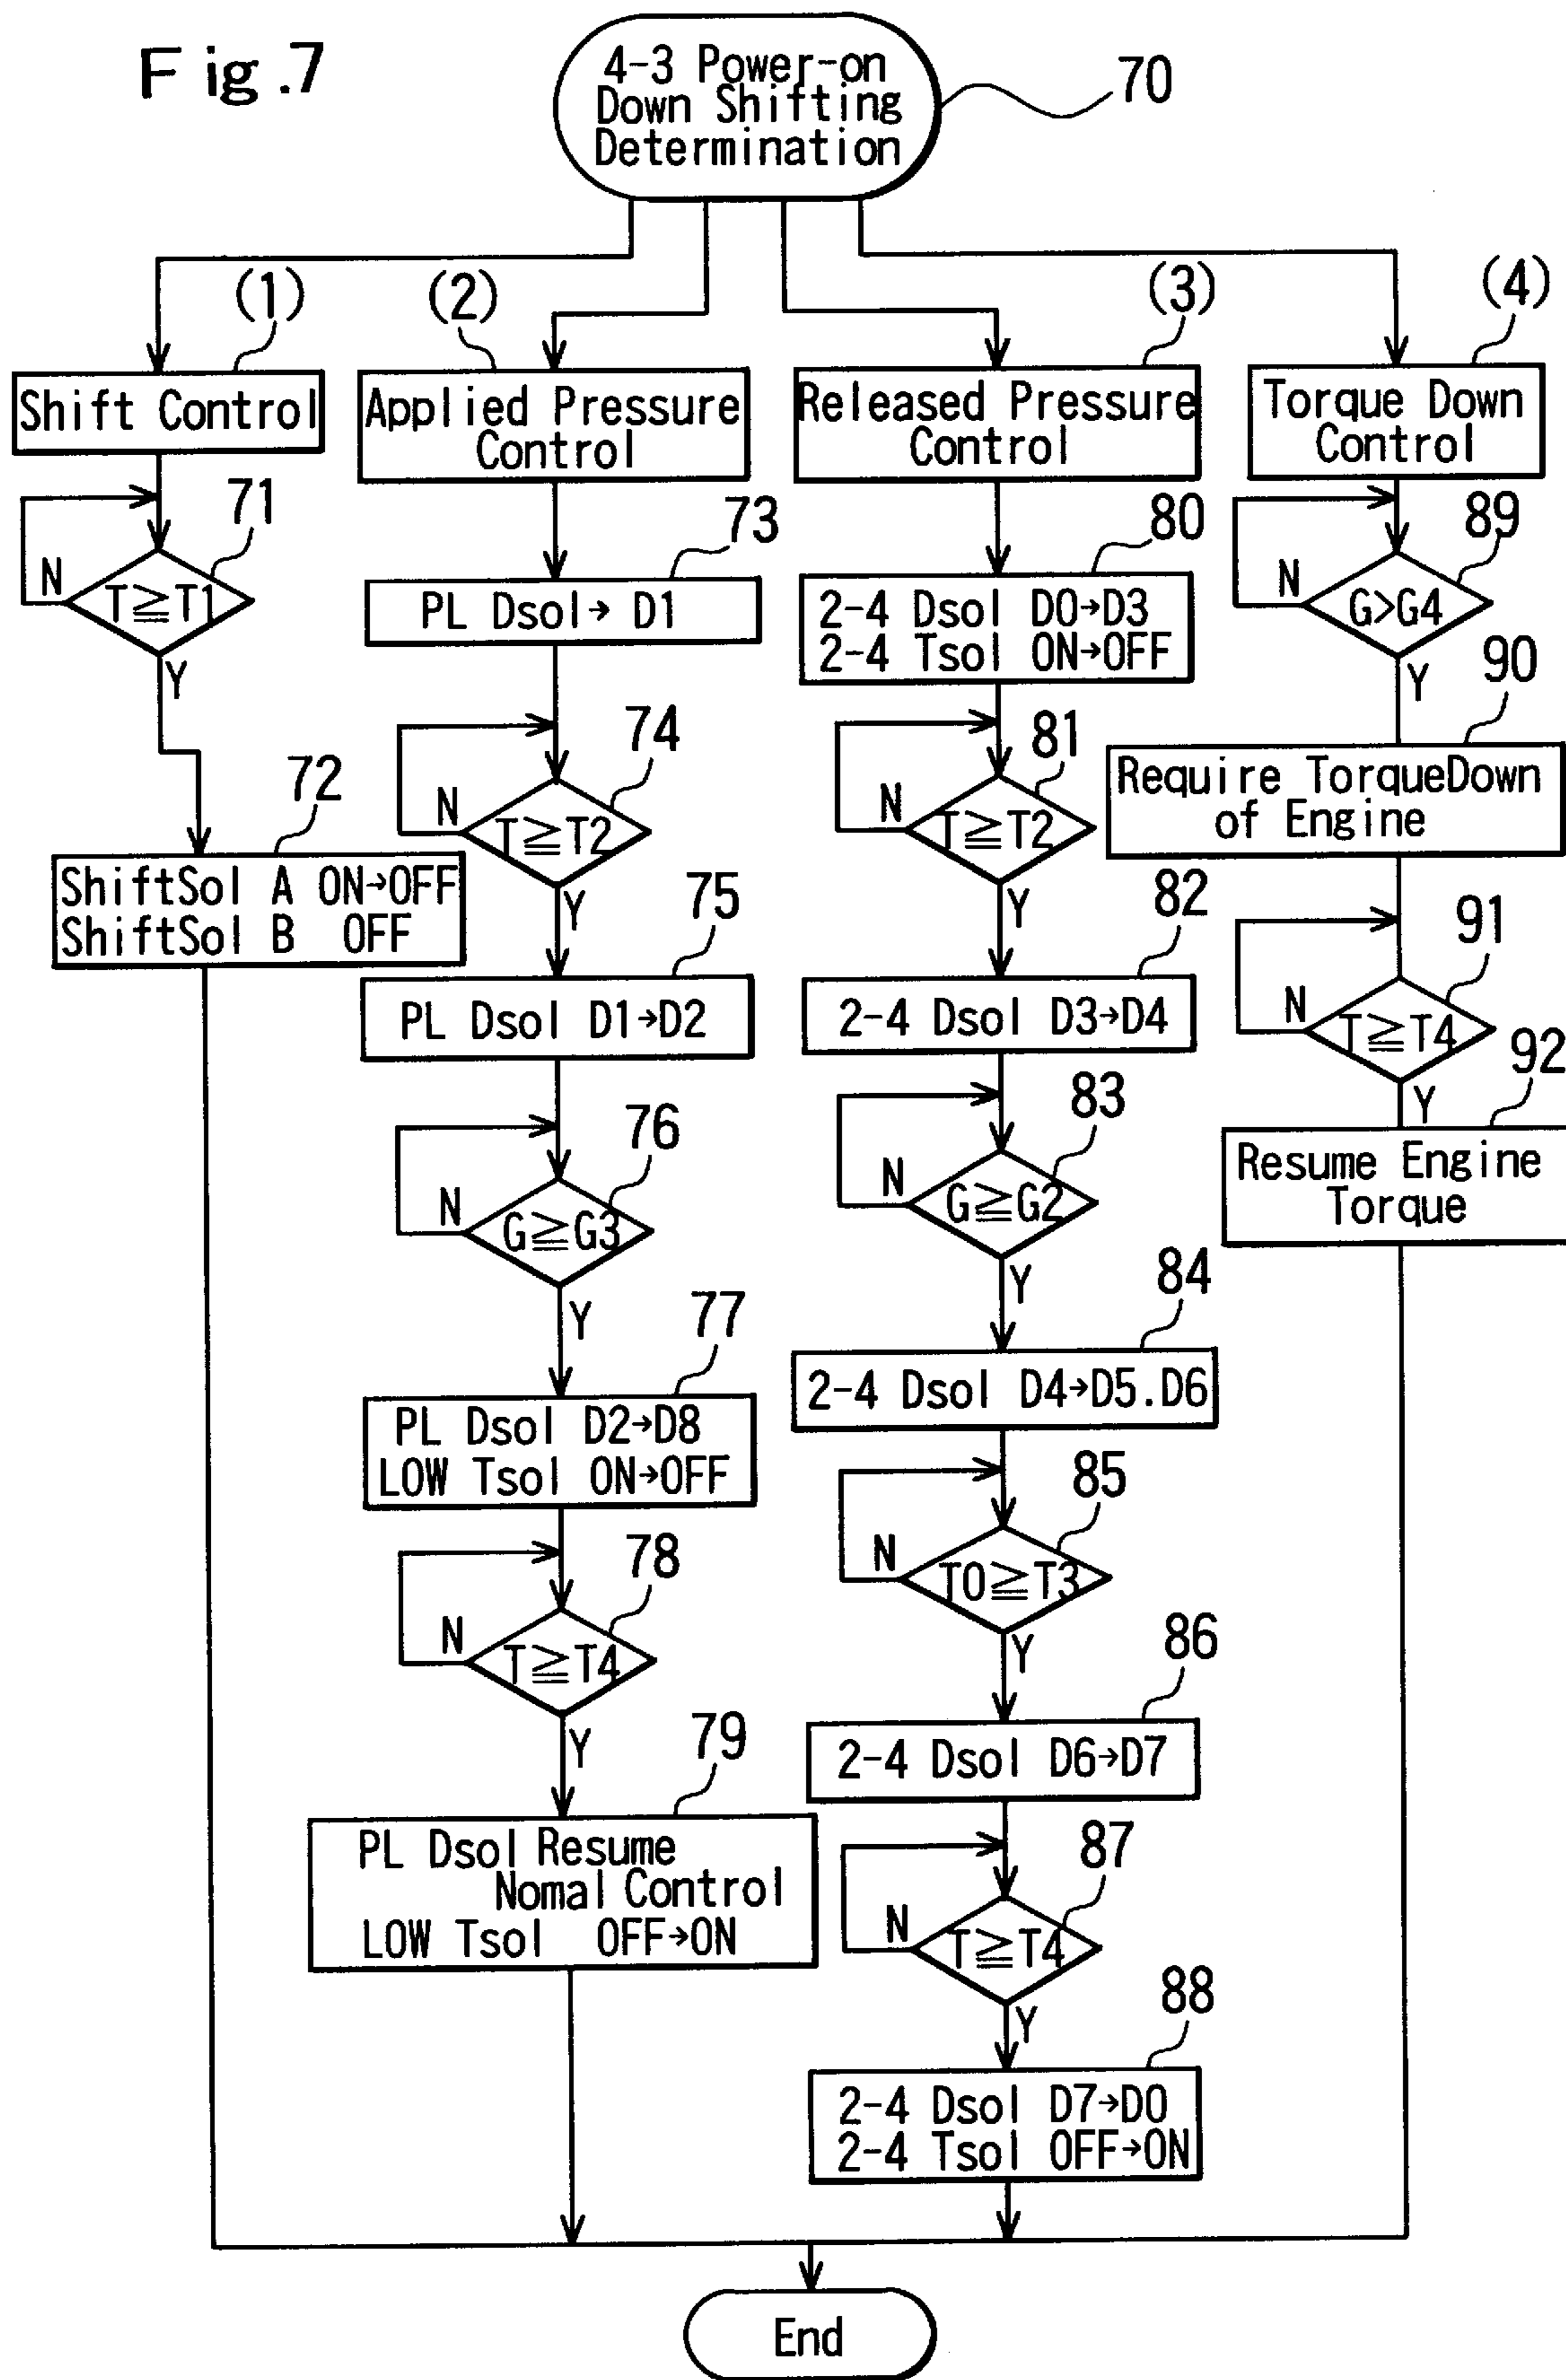 Fig.7
4-3 Power-on
Down Shifting
Determination
70
(1)
Shift Control
71
N
T≧T1
Y
72
ShiftSol A ON→OFF
ShiftSol B OFF
(2)
Applied Pressure
Control
73
PL Dsol→ D1
74
N
T≧T2
Y
75
PL Dsol D1→D2
76
N
G≧G3
Y
77
PL Dsol D2→D8
LOW Tsol ON→OFF
78
N
T≧T4
Y
79
PL Dsol Resume
Nomal Control
LOW Tsol OFF→ON
(3)
Released Pressure
Control
80
2-4 Dsol D0→D3
2-4 Tsol ON→OFF
81
N
T≧T2
Y
82
2-4 Dsol D3→D4
83
N
G≧G2
Y
84
2-4 Dsol D4→D5.D6
85
N
T0≧T3
Y
86
2-4 Dsol D6→D7
87
N
T≧T4
Y
88
2-4 Dsol D7→D0
2-4 Tsol OFF→ON
(4)
Torque Down
Control
89
N
G>G4
Y
90
Require TorqueDown
of Engine
91
N
T≧T4
Y
92
Resume Engine
Torque
End